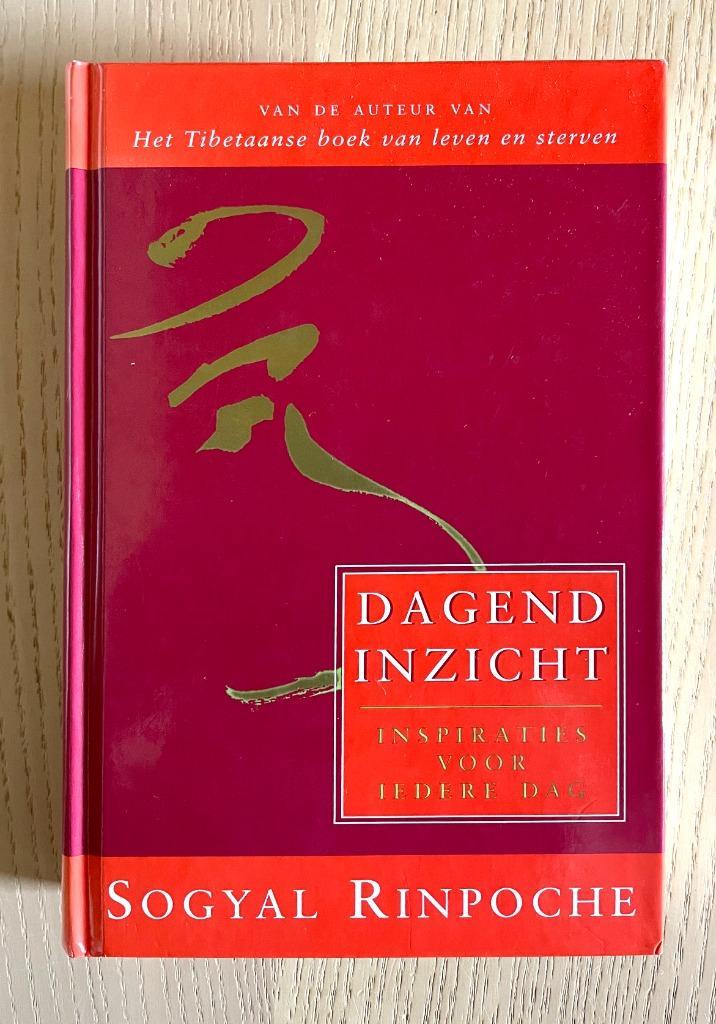 VAN DE AUTEUR VAN
Het Tibetaanse boek van leven en sterven
DAGEND
INZICHT
INSPIRATIES
VOOR
IEDERE DAG
SOGYAL RINPOCHE